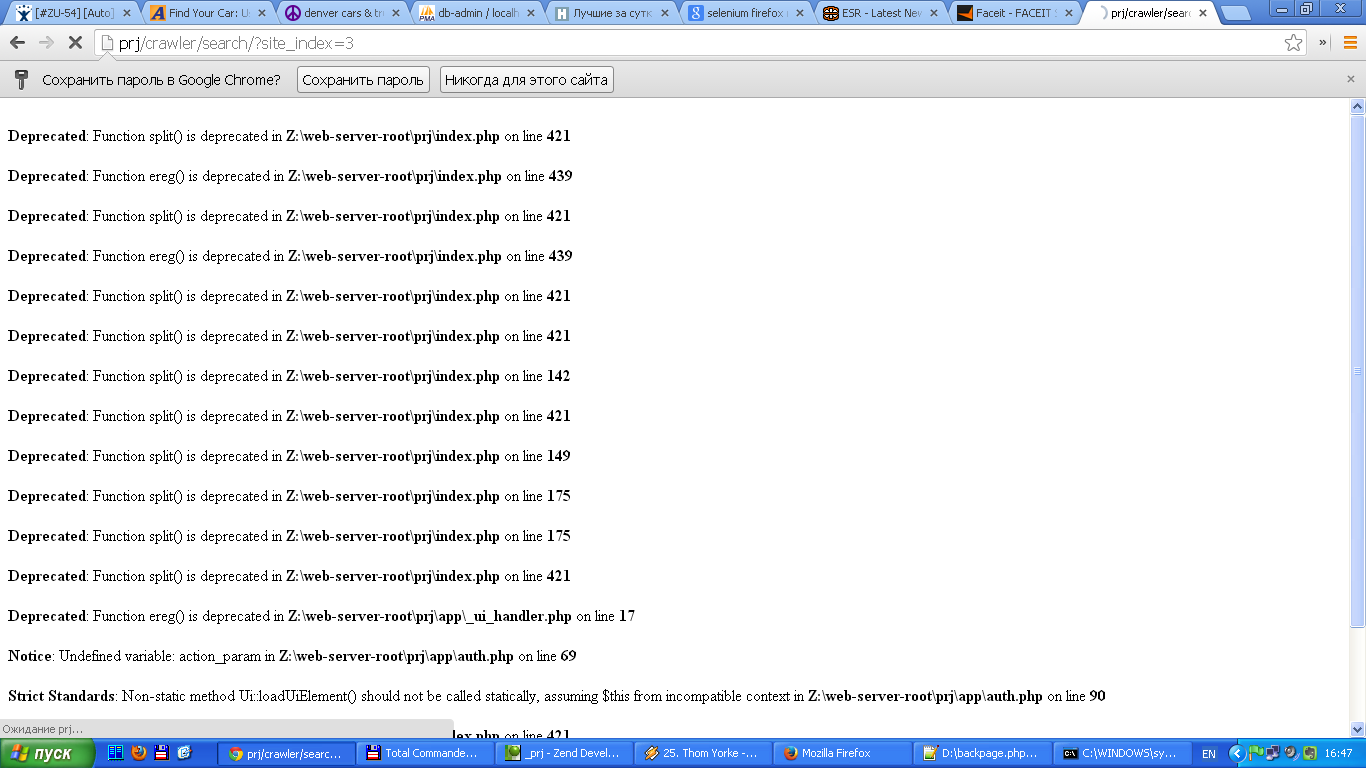 [#ZU-54] [Auto]
Find Your Car: U
denver cars & tr
db-admin / localh
Лучшие за сутк
selenium firefox
ESR - Latest Nev
Faceit - FACEIT S
prj/crawler/searc
prj/crawler/search/?site_index=3
»
Сохранить пароль в Google Chrome?
Сохранить пароль
Никогда для этого сайта
Deprecated: Function split() is deprecated in Z:\web-server-root\prj\index.php on line 421
Deprecated: Function ereg() is deprecated in Z:\web-server-root\prj\index.php on line 439
Deprecated: Function split() is deprecated in Z:\web-server-root\prj\index.php on line 421
Deprecated: Function ereg() is deprecated in Z:\web-server-root\prj\index.php on line 439
Deprecated: Function split() is deprecated in Z:\web-server-root\prj\index.php on line 421
Deprecated: Function split() is deprecated in Z:\web-server-root\prj\index.php on line 421
Deprecated: Function split() is deprecated in Z:\web-server-root\prj\index.php on line 142
Deprecated: Function split() is deprecated in Z:\web-server-root\prj\index.php on line 421
Deprecated: Function split() is deprecated in Z:\web-server-root\prj\index.php on line 149
Deprecated: Function split() is deprecated in Z:\web-server-root\prj\index.php on line 175
Deprecated: Function split() is deprecated in Z:\web-server-root\prj\index.php on line 175
Deprecated: Function split() is deprecated in Z:\web-server-root\prj\index.php on line 421
Deprecated: Function ereg() is deprecated in Z:\web-server-root\prj\app\_ui_handler.php on line 17
Notice: Undefined variable: action_param in Z:\web-server-root\prj\app\auth.php on line 69
Strict Standards: Non-static method Ui::loadUiElement() should not be called statically, assuming $this from incompatible context in Z:\web-server-root\prj\app\auth.php on line 90
Ожидание prj...
lex.php on line 421
пуск
prj/crawler/searc...
Total Commande...
_prj - Zend Devel...
25. Thom Yorke -...
Mozilla Firefox
D:\backpage.php...
C:\WINDOWS\sy...
EN
16:47